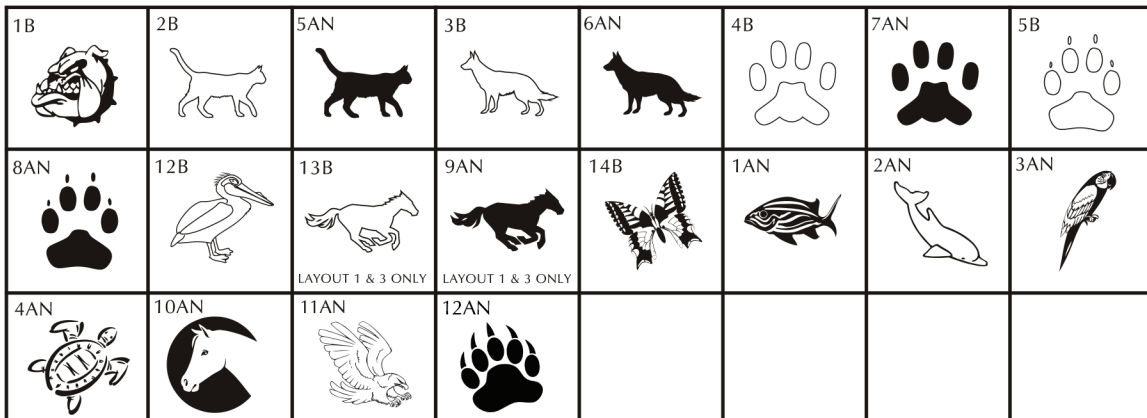 1B
2B
5AN
3B
6AN
4B
7AN
5B
8AN
12B
13B
9AN
14B
1AN
2AN
3AN
LAYOUT 1 & 3 ONLY
LAYOUT 1 & 3 ONLY
4AN
10AN
11AN
12AN